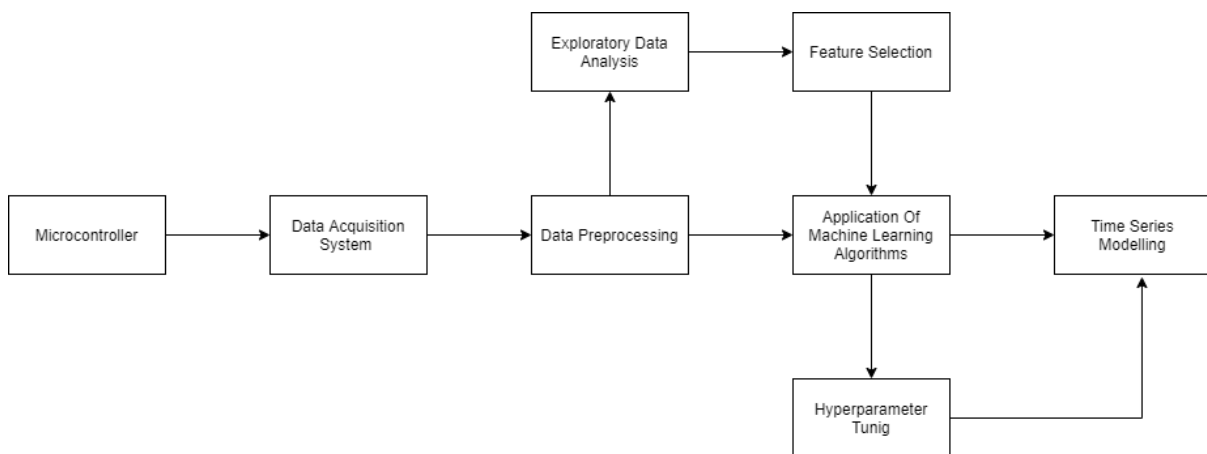 Exploratory Data
Analysis
Feature Selection
Microcontroller
Data Acquisition
System
Data Preprocessing
Application Of
Machine Learning
Algorithms
Time Series
Modelling
Hyperparameter
Tunig